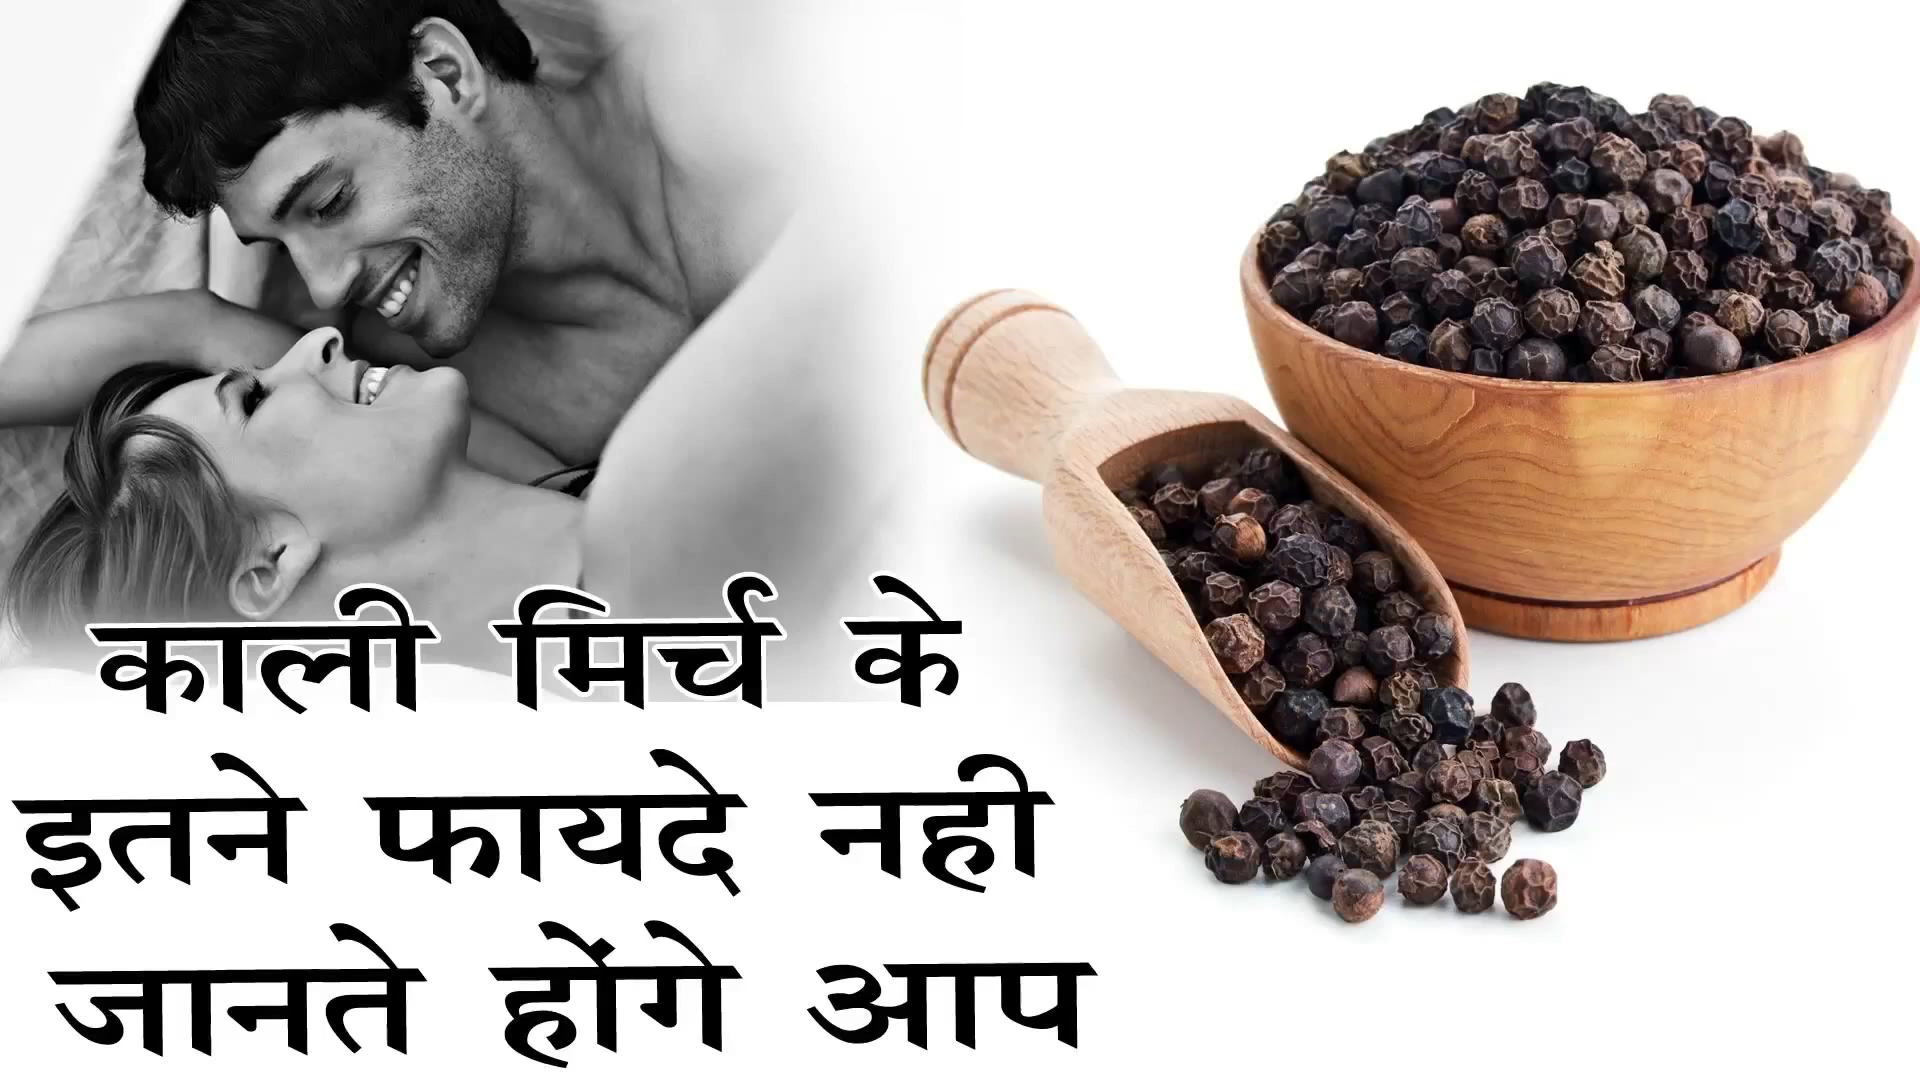 काली मिर्च के
इतने फायदे नही
जानते होंगे आप